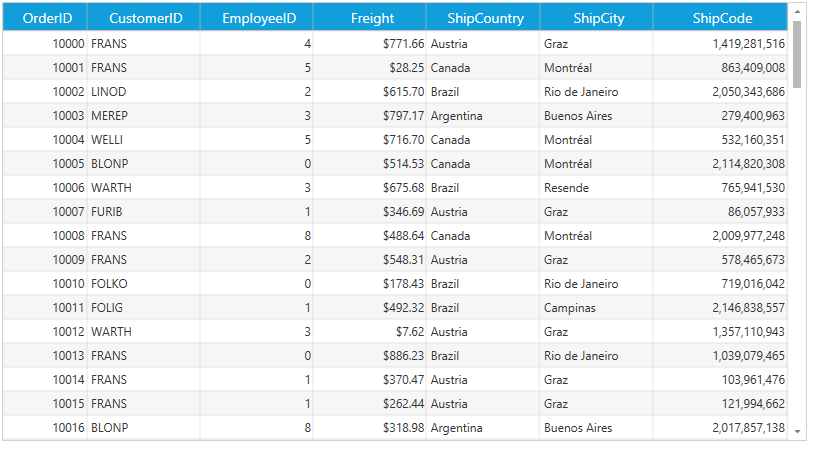 OrderID CustomerID EmployeeID Freight ShipCountry ShipCity ShipCode
10000 FRANS 4 $771.66 Austria Graz 1,419,281,516
10001 FRANS 5 $28.25 Canada Montréal 863,409,008
10002 LINOD 2 $615.70 Brazil Rio de Janeiro 2,050,343,686
10003 MEREP 3 $797.17 Argentina Buenos Aires 279,400,963
10004 WELLI 5 $716.70 Canada Montréal 532,160,351
10005 BLONP 0 $514.53 Canada Montréal 2,114,820,308
10006 WARTH 3 $675.68 Brazil Resende 765,941,530
10007 FURIB 1 $346.69 Austria Graz 86,057,933
10008 FRANS 8 $488.64 Canada Montréal 2,009,977,248
10009 FRANS 2 $548.31 Austria Graz 578,465,673
10010 FOLKO 0 $178.43 Brazil Rio de Janeiro 719,016,042
10011 FOLIG 1 $492.32 Brazil Campinas 2,146,838,557
10012 WARTH 3 $7.62 Austria Graz 1,357,110,943
10013 FRANS 0 $886.23 Brazil Rio de Janeiro 1,039,079,465
10014 FRANS 1 $370.47 Austria Graz 103,961,476
10015 FRANS 1 $262.44 Austria Graz 121,994,662
10016 BLONP 8 $318.98 Argentina Buenos Aires 2,017,857,138